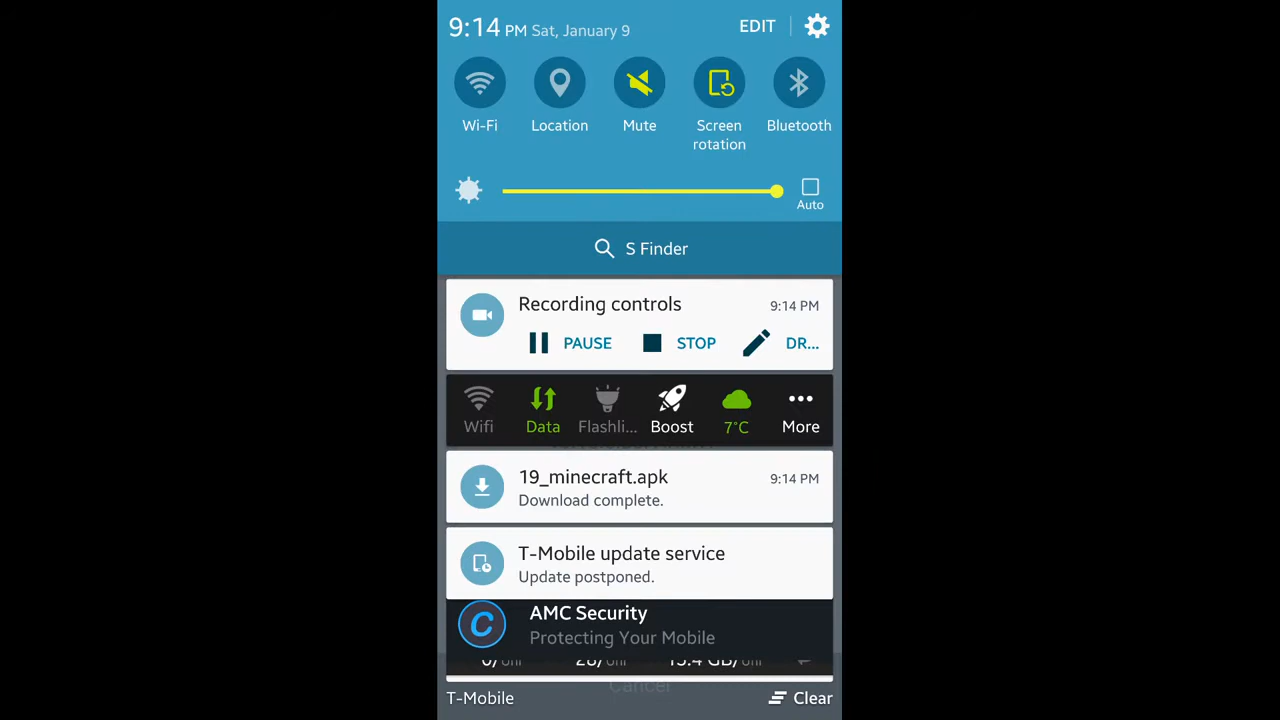 9:14 PM Sat, January 9 EDIT
Wi-Fi Location Mute Screen rotation Bluetooth
Auto
S Finder
Recording controls 9:14 PM
PAUSE STOP DR...
Wifi Data Flashli... Boost 7°C More
19_minecraft.apk 9:14 PM
Download complete.
T-Mobile update service
Update postponed.
AMC Security
Protecting Your Mobile
Cancel
T-Mobile Clear